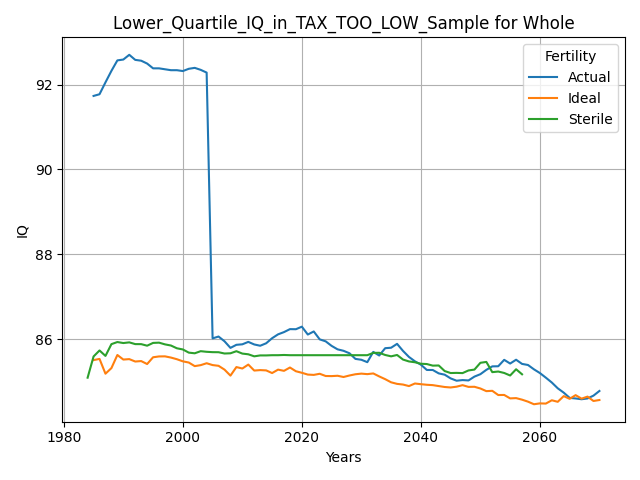 Lower_Quartile_IQ_in_TAX_TOO_LOW_Sample for Whole
Fertility
Actual
Ideal
Sterile
92
90
88
86
IQ
1980
2000
2020
2040
2060
Years